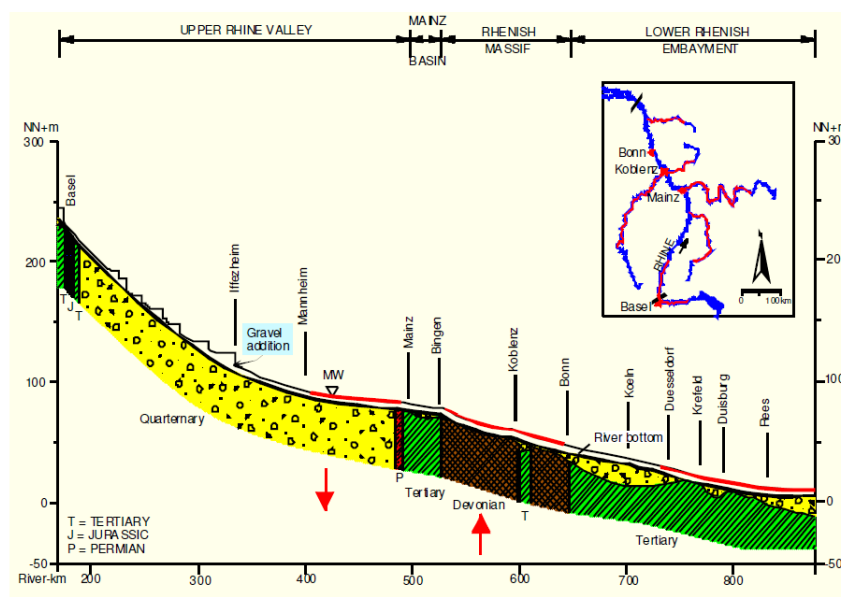 UPPER RHINE VALLEY
MAINZ
BASIN
RHENISH
MASSIF
LOWER RHENISH
EMBAYMENT
NN+m
NN+m
300
30
200
20
100
100
0
0
-50
-50
Basel
Iffezheim
Mannheim
Mainz
Bingen
Koblenz
Bonn
Koeln
Duesseldorf
Krefeld
Duisburg
Rees
Gravel
addition
MW
River bottom
T
J
T
P
T
Quarternary
Tertiary
Devonian
Tertiary
T = TERTIARY
J = JURASSIC
P = PERMIAN
River-km
200
300
400
500
600
700
800
Bonn
Koblenz
Mainz
RHINE
Basel
N
0
100km